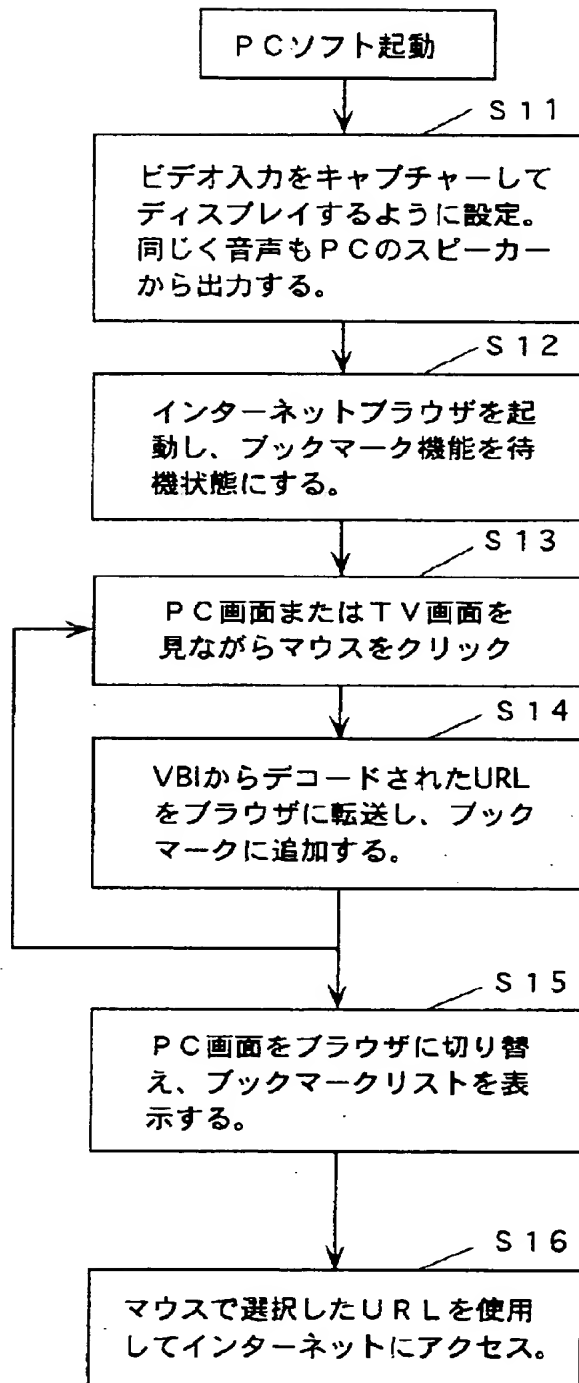 ＰＣソフト起動
Ｓ１１
ビデオ入力をキャプチャーして
ディスプレイするように設定。
同じく音声もＰＣのスピーカー
から出力する。
Ｓ１２
インターネットブラウザを起
動し、ブックマーク機能を待
機状態にする。
Ｓ１３
ＰＣ画面またはＴＶ画面を
見ながらマウスをクリック
Ｓ１４
VBIからデコードされたURL
をブラウザに転送し、ブック
マークに追加する。
Ｓ１５
ＰＣ画面をブラウザに切り替
え、ブックマークリストを表
示する。
Ｓ１６
マウスで選択したＵＲＬを使用
してインターネットにアクセス。